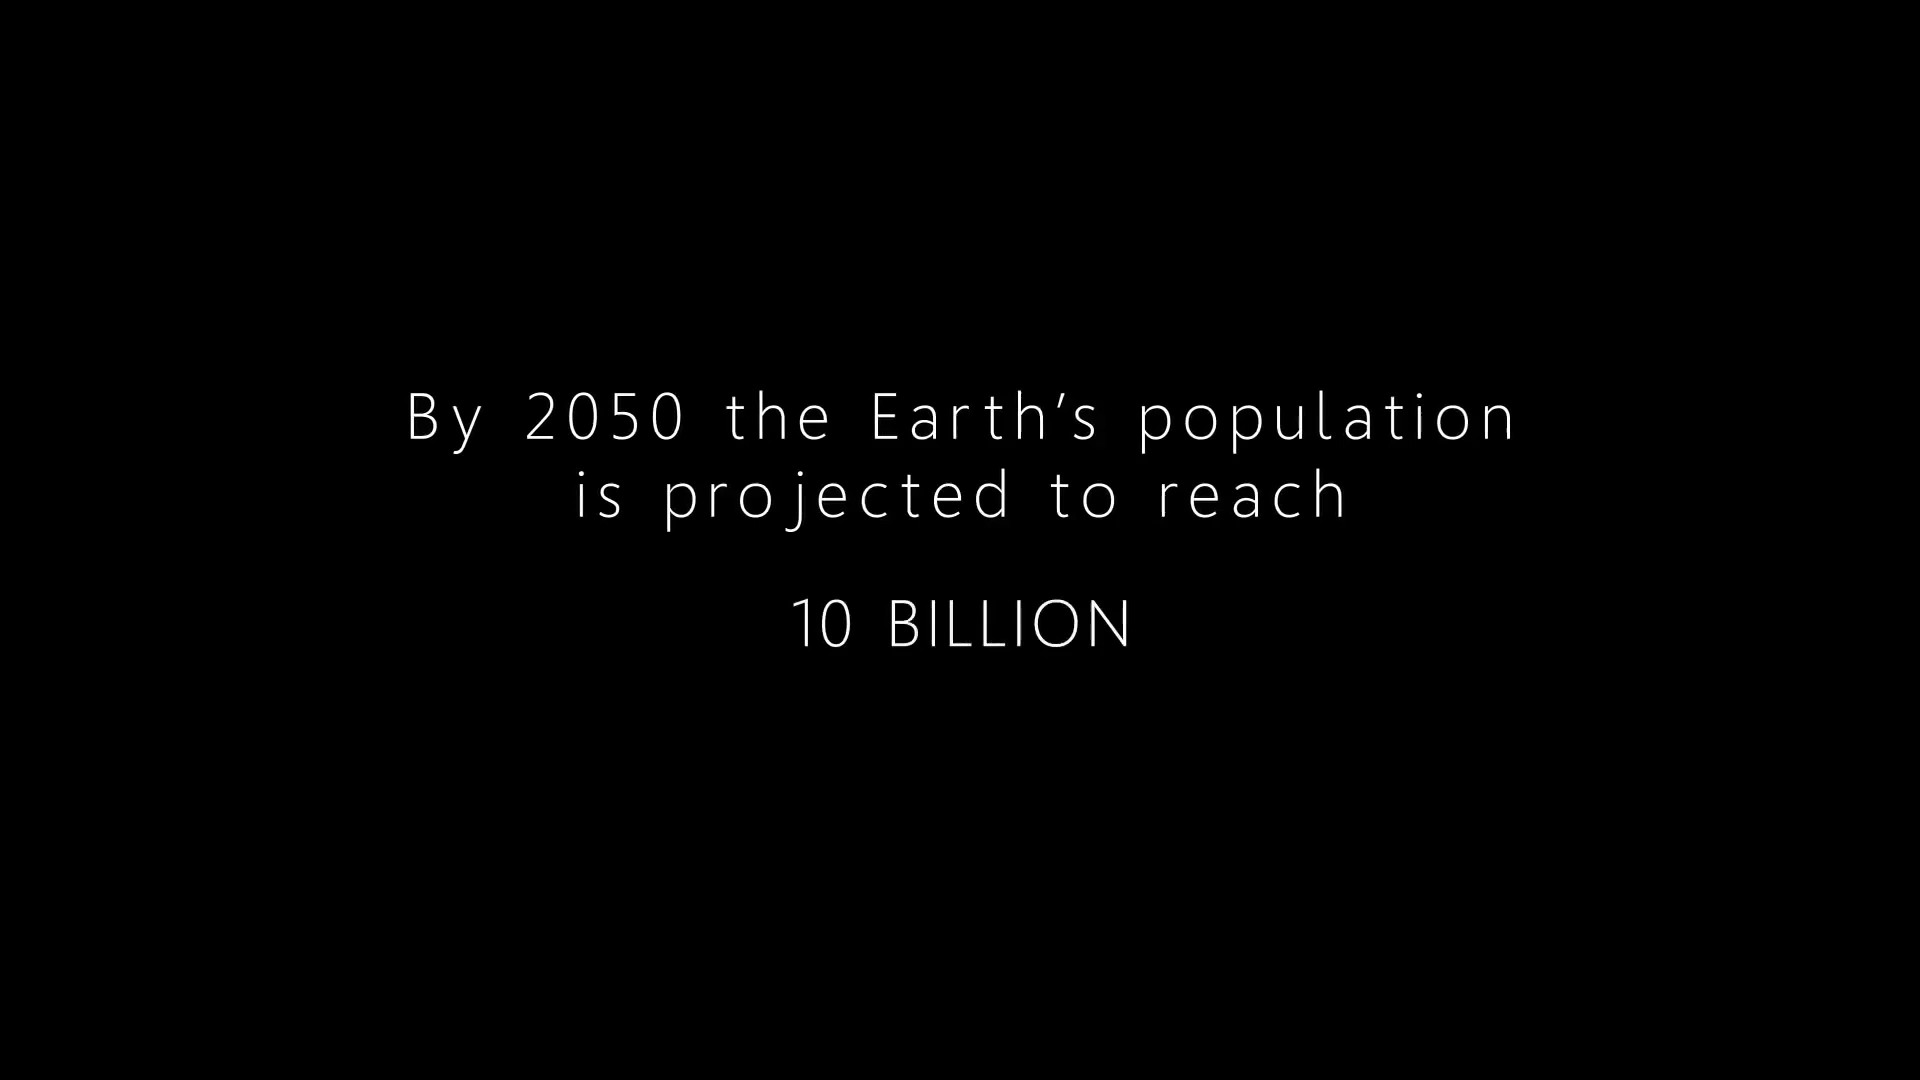 By 2050 the Earth’s population
is projected to reach
10 BILLION